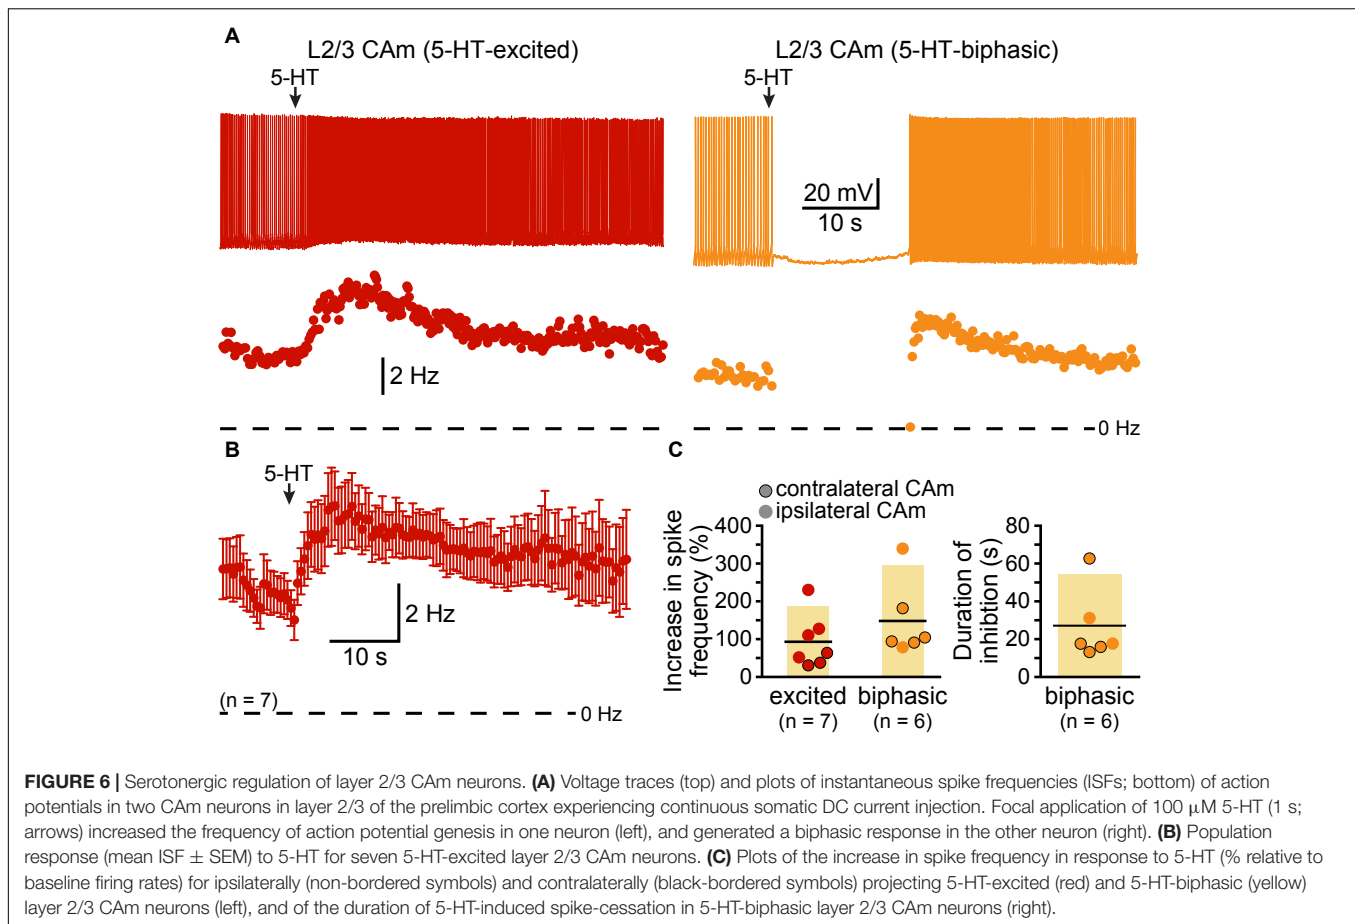 A
L2/3 CAm (5-HT-excited)
L2/3 CAm (5-HT-biphasic)
5-HT
5-HT
20 mV
10 s
2 Hz
0 Hz
B
5-HT
2 Hz
10 s
(n = 7)
0 Hz
C
contralateral CAm
ipsilateral CAm
Increase in spike
frequency (%)
400
300
200
100
0
excited
(n = 7)
biphasic
(n = 6)
Duration of
inhibtion (s)
80
60
40
20
0
biphasic
(n = 6)
FIGURE 6 | Serotonergic regulation of layer 2/3 CAm neurons. (A) Voltage traces (top) and plots of instantaneous spike frequencies (ISFs; bottom) of action
potentials in two CAm neurons in layer 2/3 of the prelimbic cortex experiencing continuous somatic DC current injection. Focal application of 100 μM 5-HT (1 s;
arrows) increased the frequency of action potential genesis in one neuron (left), and generated a biphasic response in the other neuron (right). (B) Population
response (mean ISF ± SEM) to 5-HT for seven 5-HT-excited layer 2/3 CAm neurons. (C) Plots of the increase in spike frequency in response to 5-HT (% relative to
baseline firing rates) for ipsilaterally (non-bordered symbols) and contralaterally (black-bordered symbols) projecting 5-HT-excited (red) and 5-HT-biphasic (yellow)
layer 2/3 CAm neurons (left), and of the duration of 5-HT-induced spike-cessation in 5-HT-biphasic layer 2/3 CAm neurons (right).